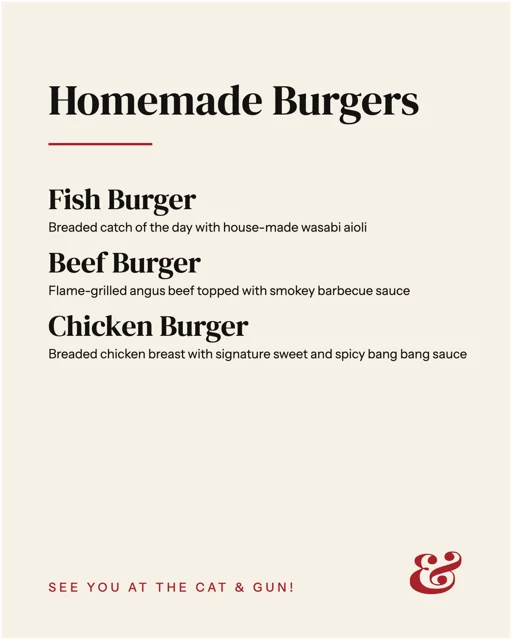 Homemade Burgers
Fish Burger
Breaded catch of the day with house-made wasabi aioli
Beef Burger
Flame-grilled angus beef topped with smokey barbecue sauce
Chicken Burger
Breaded chicken breast with signature sweet and spicy bang bang sauce
SEE YOU AT THE CAT & GUN!
&